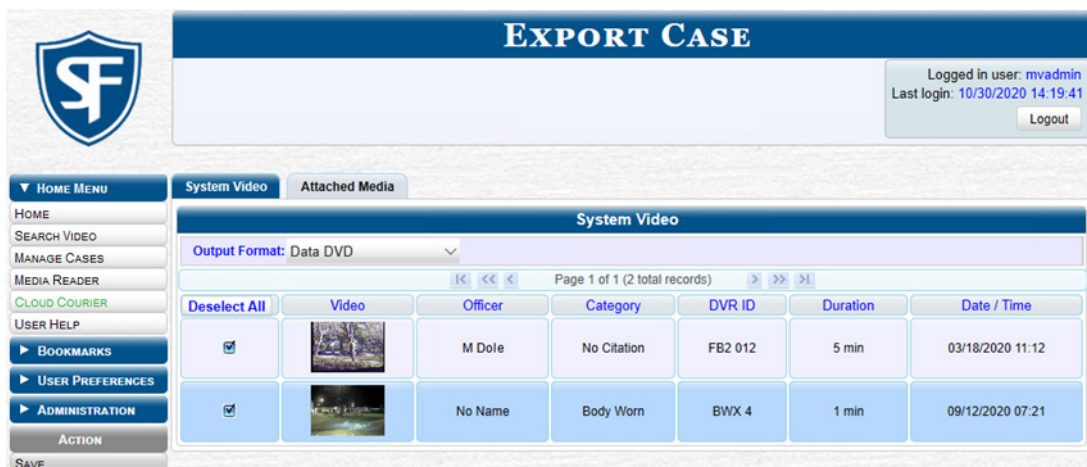 EXPORT CASE
SF
Logged in user: mvadmin
Last login: 10/30/2020 14:19:41
Logout
▼ HOME MENU
HOME
SEARCH VIDEO
MANAGE CASES
MEDIA READER
CLOUD COURIER
USER HELP
► BOOKMARKS
► USER PREFERENCES
► ADMINISTRATION
ACTION
SAVE
System Video Attached Media
System Video
Output Format: Data DVD
|< << < Page 1 of 1 (2 total records) > >> >|
Deselect All Video Officer Category DVR ID Duration Date / Time
M Dole No Citation FB2 012 5 min 03/18/2020 11:12
No Name Body Worn BWX 4 1 min 09/12/2020 07:21